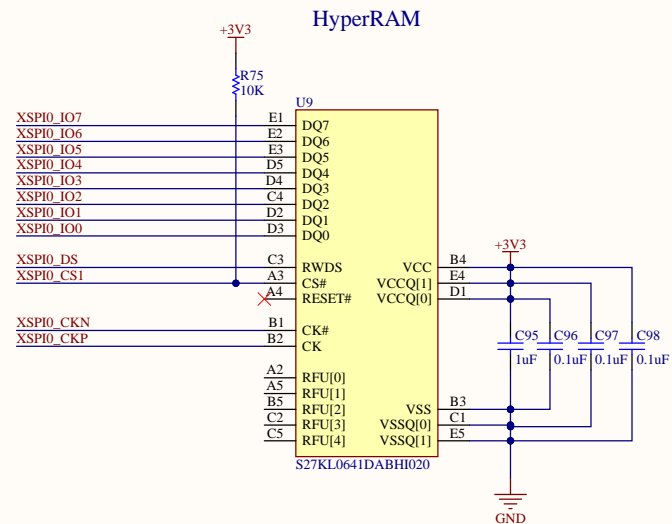 HyperRAM
+3V3
R75
10K
U9
XSPI0_IO7 E1 DQ7
XSPI0_IO6 E2 DQ6
XSPI0_IO5 E3 DQ5
XSPI0_IO4 D5 DQ4
XSPI0_IO3 D4 DQ3
XSPI0_IO2 C4 DQ2
XSPI0_IO1 D2 DQ1
XSPI0_IO0 D3 DQ0
+3V3
XSPI0_DS C3 RWDS VCC B4
XSPI0_CS1 A3 CS# VCCQ[1] E4
A4 RESET# VCCQ[0] D1
XSPI0_CKN B1 CK#
XSPI0_CKP B2 CK
C95 C96 C97 C98
1uF 0.1uF 0.1uF 0.1uF
A2 RFU[0]
A5 RFU[1]
B5 RFU[2] VSS B3
C2 RFU[3] VSSQ[0] C1
C5 RFU[4] VSSQ[1] E5
S27KL0641DABHI020
GND